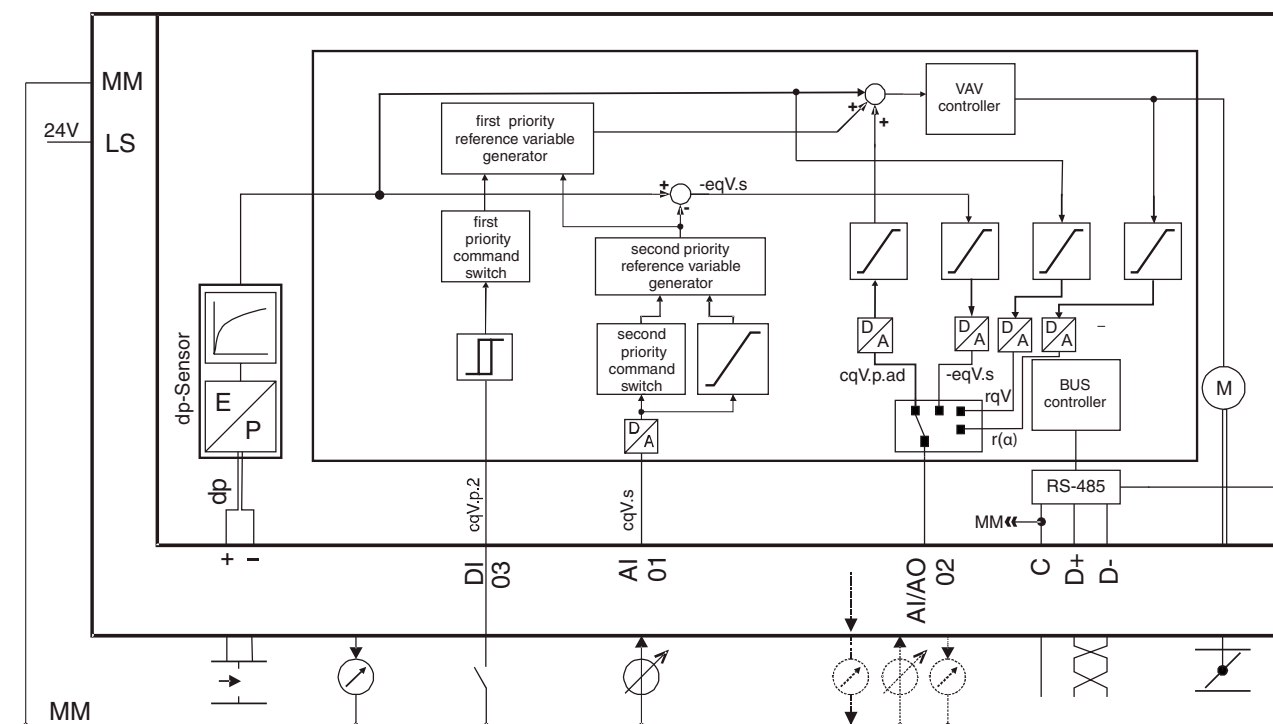 MM
24V
LS
first priority
reference variable
generator
VAV
controller
+
+
+
-
-eqV.s
first
priority
command
switch
second priority
reference variable
generator
second
priority
command
switch
D
A
D
A
D
A
D
A
D
A
–
cqV.p.ad
-eqV.s
rqV
r(α)
BUS
controller
M
dp-Sensor
E
P
dp
cqV.p.2
cqV.s
RS-485
MM
+
–
DI
03
AI
01
AI/AO
02
C
D+
D-
MM